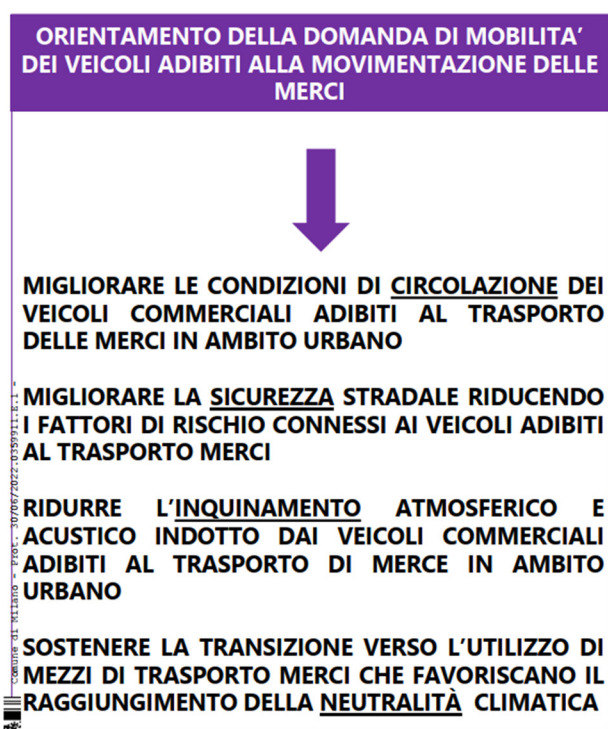 ORIENTAMENTO DELLA DOMANDA DI MOBILITA'
DEI VEICOLI ADIBITI ALLA MOVIMENTAZIONE DELLE
MERCI
MIGLIORARE LE CONDIZIONI DI CIRCOLAZIONE DEI
VEICOLI COMMERCIALI ADIBITI AL TRASPORTO
DELLE MERCI IN AMBITO URBANO
MIGLIORARE LA SICUREZZA STRADALE RIDUCENDO
I FATTORI DI RISCHIO CONNESSI AI VEICOLI ADIBITI
AL TRASPORTO MERCI
RIDURRE L'INQUINAMENTO ATMOSFERICO E
ACUSTICO INDOTTO DAI VEICOLI COMMERCIALI
ADIBITI AL TRASPORTO DI MERCE IN AMBITO
URBANO
SOSTENERE LA TRANSIZIONE VERSO L'UTILIZZO DI
MEZZI DI TRASPORTO MERCI CHE FAVORISCANO IL
RAGGIUNGIMENTO DELLA NEUTRALITÀ CLIMATICA
Comune di Milano - Prot. 30/06/2022.0359911.E.1 -